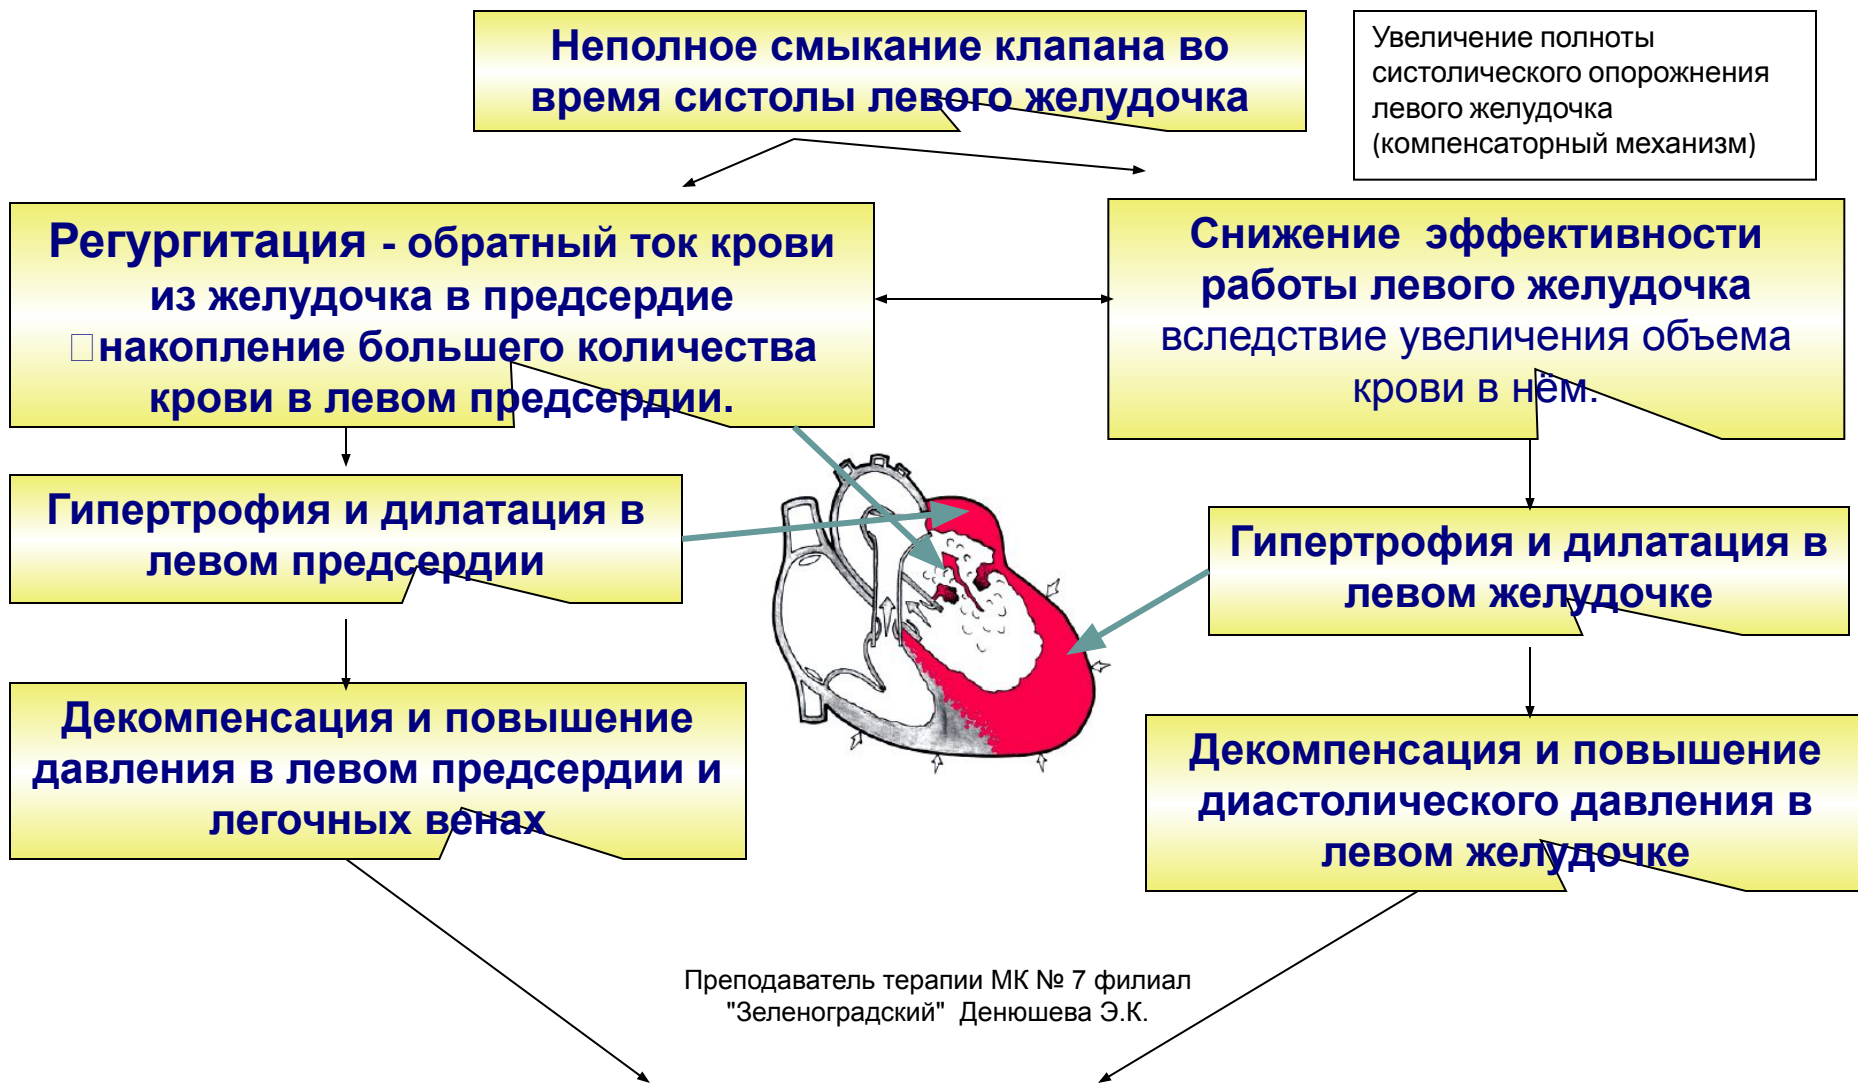 Неполное смыкание клапана во
время систолы левого желудочка
Увеличение полноты
систолического опорожнения
левого желудочка
(компенсаторный механизм)
Регургитация - обратный ток крови
из желудочка в предсердие
□накопление большего количества
крови в левом предсердии.
Снижение эффективности
работы левого желудочка
вследствие увеличения объема
крови в нём.
Гипертрофия и дилатация в
левом предсердии
Гипертрофия и дилатация в
левом желудочке
Декомпенсация и повышение
давления в левом предсердии и
легочных венах
Декомпенсация и повышение
диастолического давления в
левом желудочке
Преподаватель терапии МК № 7 филиал
"Зеленоградский" Денюшева Э.К.